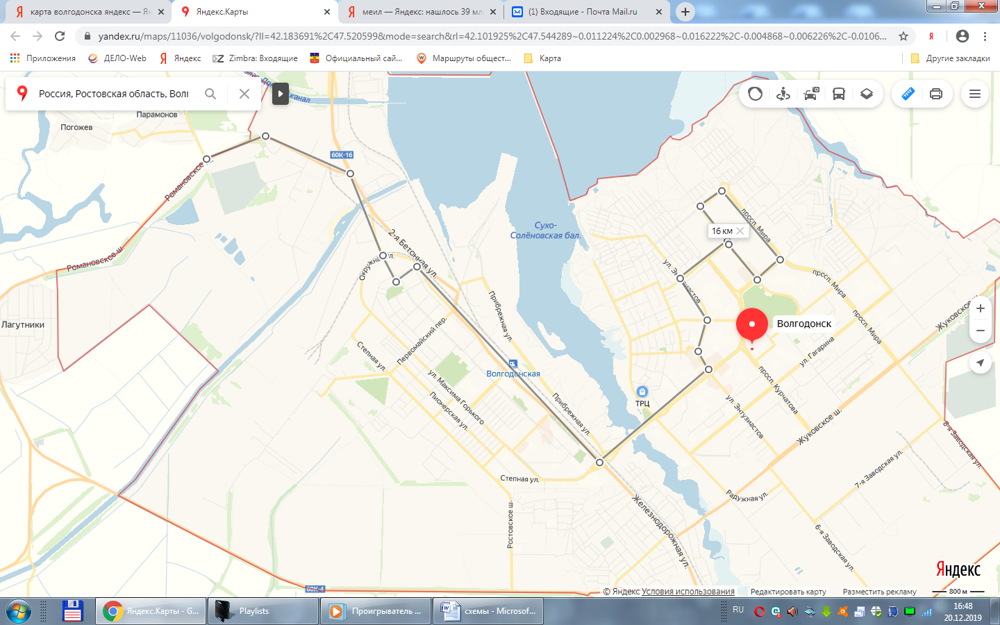 карта волгодонска яндекс — Ян
Яндекс.Карты
меил — Яндекс: нашлось 39 мл
(1) Входящие - Почта Mail.ru
yandex.ru/maps/11036/volgodonsk/?ll=42.183691%2C47.520599&mode=search&rl=42.101925%2C47.544289~0.011224%2C0.002968~0.016222%2C-0.004868~0.006226%2C-0.0106...
Приложения
ДЕЛО-Web
Яндекс
Zimbra: Входящие
Официальный сай...
Маршруты общест...
Карта
Другие закладки
Россия, Ростовская область, Волг
канал
Парамонов
Погожев
60К-16
Романовское ш.
Романовское ш.
Лагутники
2-я Бетонная ул.
Окружная ул.
Сухо-
Солёновская бал.
16 км
просп. Мира
ул. Энтузиастов
просп. Мира
просп. Мира
Жуковское ш.
Волгодонск
Прибрежная ул.
Первомайский пер.
Степная ул.
ул. Максима Горького
Пионерская ул.
Волгодонская
Прибрежная ул.
ТРЦ
ул. Гагарина
просп. Курчатова
ул. Энтузиастов
Жуковское ш.
8-я Заводская ул.
7-я Заводская ул.
Степная ул.
Ростовское ш.
Железнодорожная ул.
Радужная ул.
6-я Заводская ул.
60К-4
Яндекс
© Яндекс Условия использования
Редактировать карту
Разместить рекламу
800 м
Яндекс.Карты - G...
Playlists
Проигрыватель ...
схемы - Microsof...
RU
16:48
20.12.2019